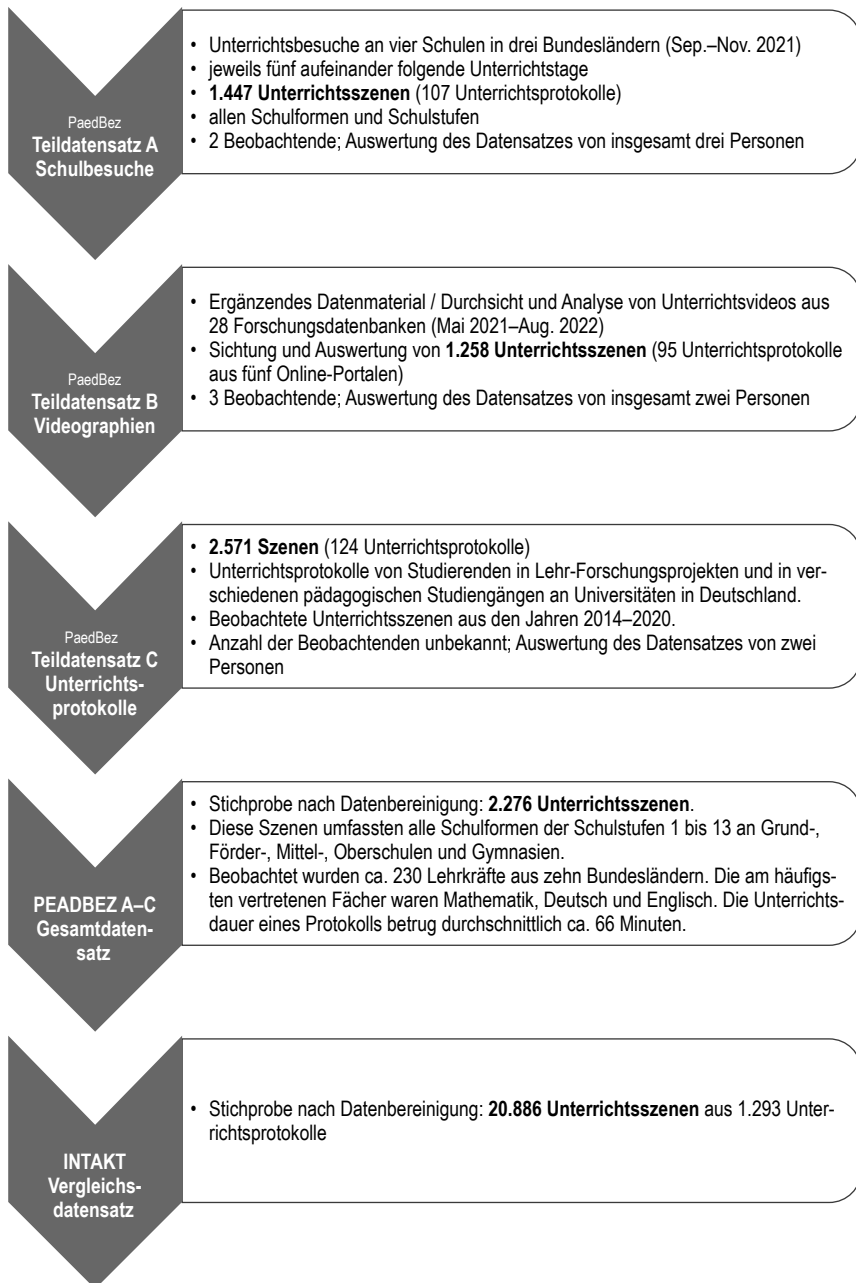 PaedBez
Teildatensatz A
Schulbesuche
• Unterrichtsbesuche an vier Schulen in drei Bundesländern (Sep.–Nov. 2021)
• jeweils fünf aufeinander folgende Unterrichtstage
• 1.447 Unterrichtsszenen (107 Unterrichtsprotokolle)
• allen Schulformen und Schulstufen
• 2 Beobachtende; Auswertung des Datensatzes von insgesamt drei Personen
PaedBez
Teildatensatz B
Videographien
• Ergänzendes Datenmaterial / Durchsicht und Analyse von Unterrichtsvideos aus
28 Forschungsdatenbanken (Mai 2021–Aug. 2022)
• Sichtung und Auswertung von 1.258 Unterrichtsszenen (95 Unterrichtsprotokolle
aus fünf Online-Portalen)
• 3 Beobachtende; Auswertung des Datensatzes von insgesamt zwei Personen
PaedBez
Teildatensatz C
Unterrichts-
protokolle
• 2.571 Szenen (124 Unterrichtsprotokolle)
• Unterrichtsprotokolle von Studierenden in Lehr-Forschungsprojekten und in ver-
schiedenen pädagogischen Studiengängen an Universitäten in Deutschland.
• Beobachtete Unterrichtsszenen aus den Jahren 2014–2020.
• Anzahl der Beobachtenden unbekannt; Auswertung des Datensatzes von zwei
Personen
PEADBEZ A–C
Gesamtdaten-
satz
• Stichprobe nach Datenbereinigung: 2.276 Unterrichtsszenen.
• Diese Szenen umfassten alle Schulformen der Schulstufen 1 bis 13 an Grund-,
Förder-, Mittel-, Oberschulen und Gymnasien.
• Beobachtet wurden ca. 230 Lehrkräfte aus zehn Bundesländern. Die am häufigs-
ten vertretenen Fächer waren Mathematik, Deutsch und Englisch. Die Unterrichts-
dauer eines Protokolls betrug durchschnittlich ca. 66 Minuten.
INTAKT
Vergleichs-
datensatz
• Stichprobe nach Datenbereinigung: 20.886 Unterrichtsszenen aus 1.293 Unter-
richtsprotokolle